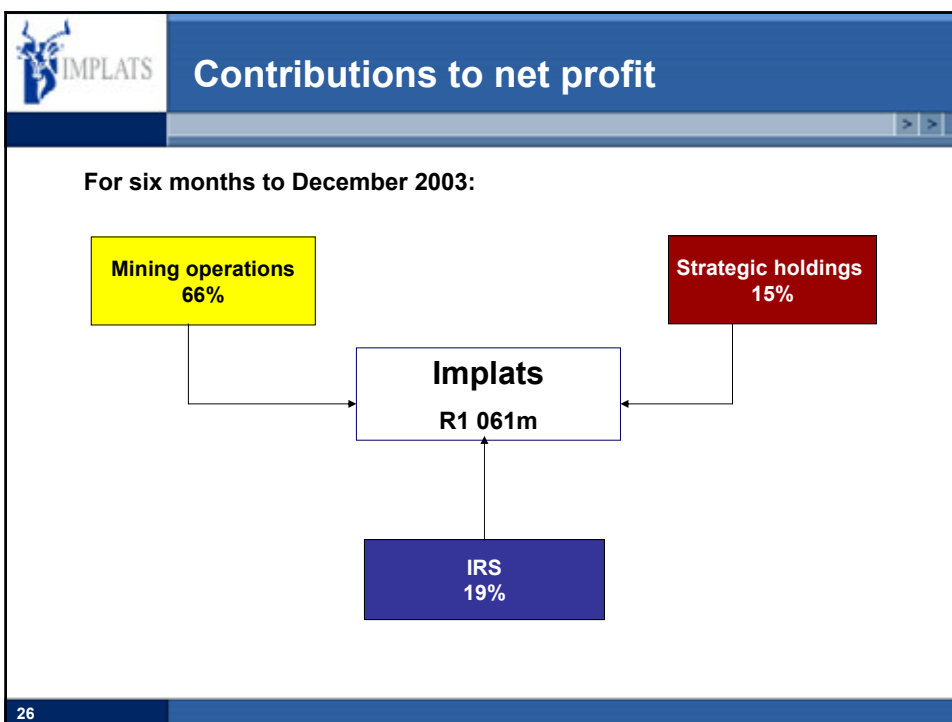 IMPLATS
Contributions to net profit
> >
For six months to December 2003:
Mining operations
66%
Strategic holdings
15%
Implats
R1 061m
IRS
19%
26